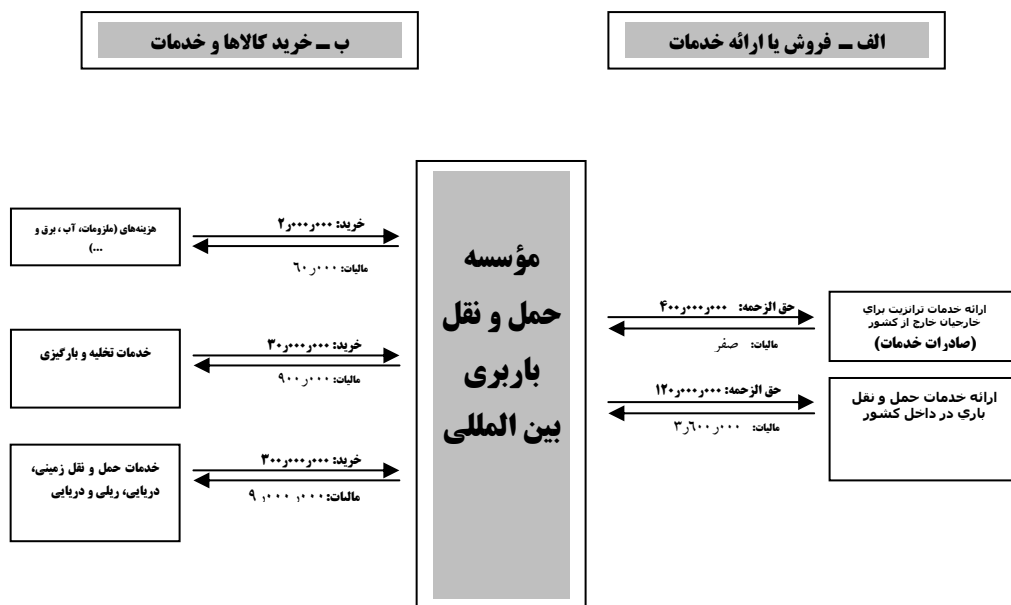 الف ــ فروش یا ارائه خدمات
ب ــ خرید کالاها و خدمات
مؤسسه
حمل و نقل
باربری
بین المللی
ارائه خدمات ترانزیت براي
خارجیان خارج از کشور
(صادرات خدمات)
حق الزحمه: ۴۰۰٫۰۰۰٫۰۰۰
مالیات: صفر
ارائه خدمات حمل و نقل
باري در داخل کشور
حق الزحمه: ۱۲۰٫۰۰۰٫۰۰۰
مالیات: ۳٫۶۰۰٫۰۰۰
هزینه‌های (ملزومات، آب ، برق و
...)
خرید: ۲٫۰۰۰٫۰۰۰
مالیات: ۶۰٫۰۰۰
خدمات تخلیه و بارگیزی
خرید: ۳۰٫۰۰۰٫۰۰۰
مالیات: ۹۰۰٫۰۰۰
خدمات حمل و نقل زمینی،
دریایی، ریلی و دریایی
خرید: ۳۰۰٫۰۰۰٫۰۰۰
مالیات: ۹٫۰۰۰٫۰۰۰